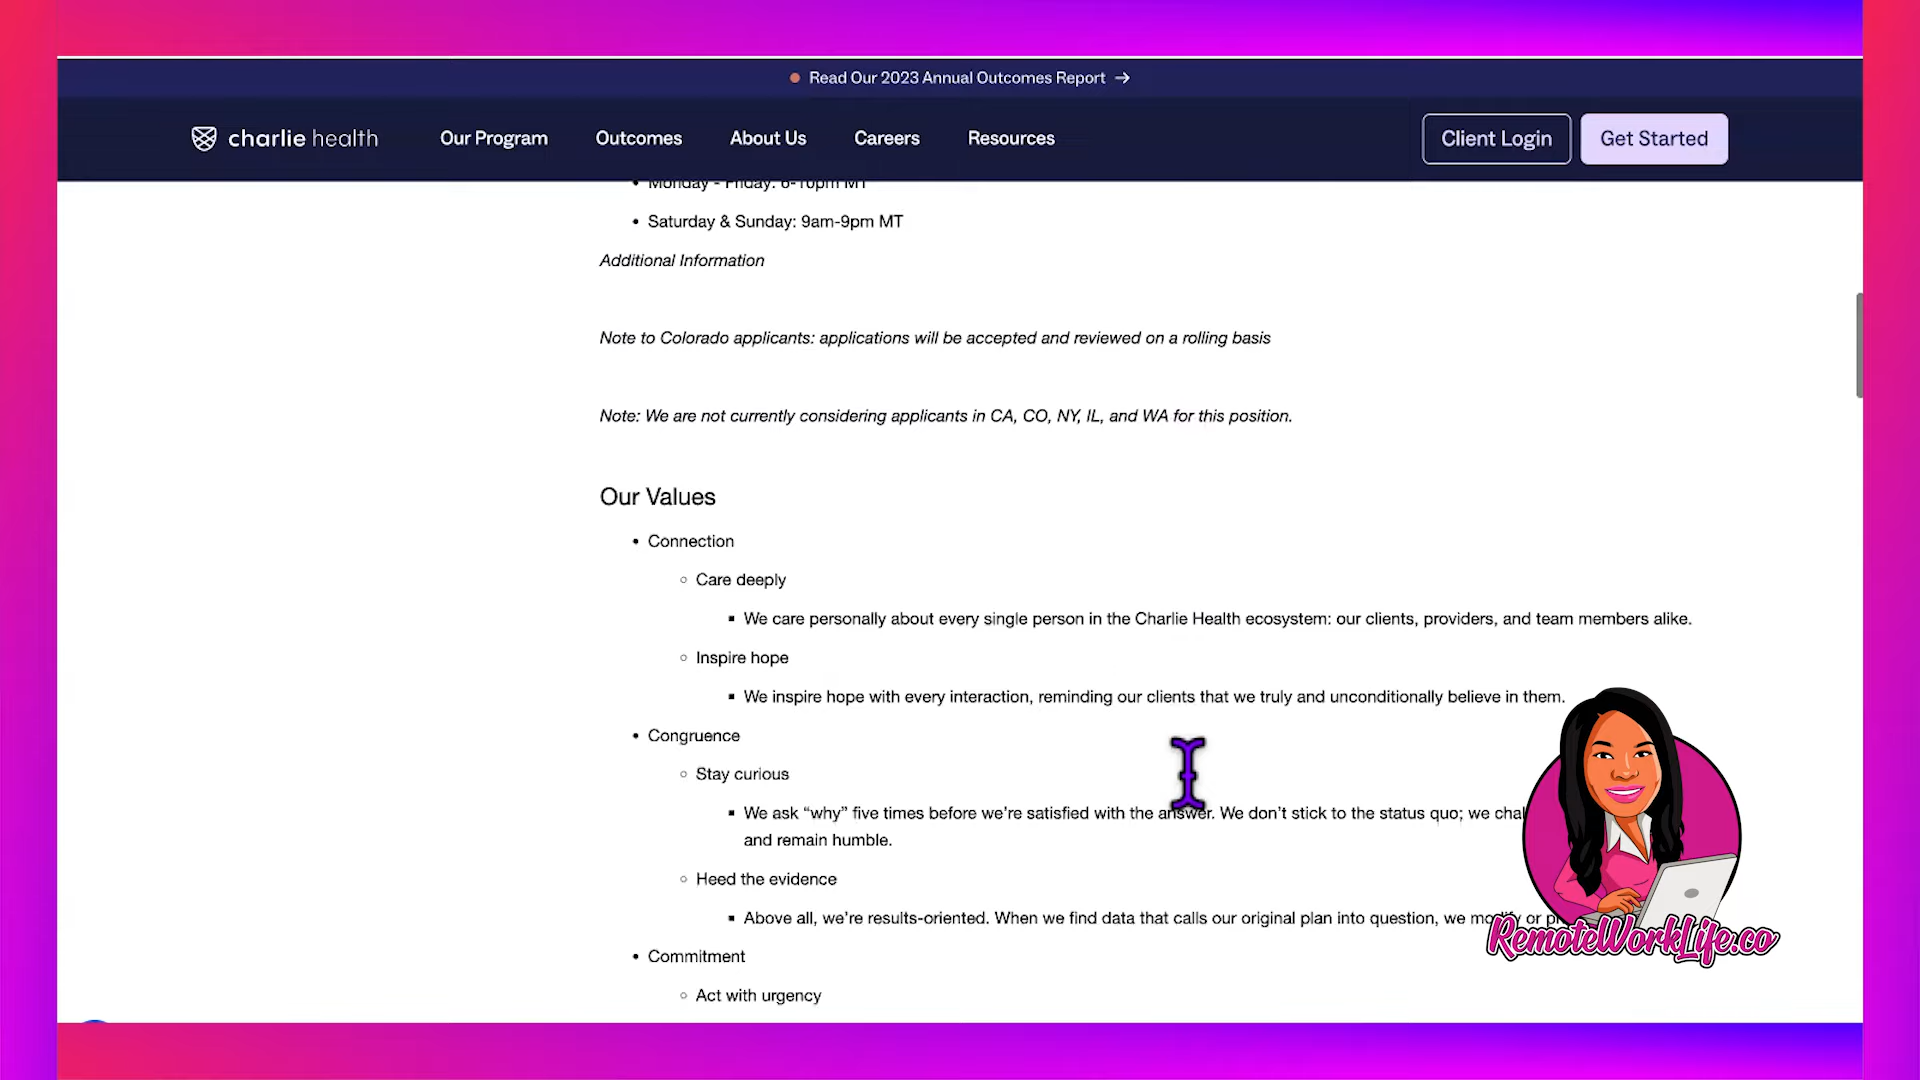 Read Our 2023 Annual Outcomes Report →
charlie health
Our Program
Outcomes
About Us
Careers
Resources
Client Login
Get Started
• Monday - Friday: 6-10pm MT
• Saturday & Sunday: 9am-9pm MT
Additional Information
Note to Colorado applicants: applications will be accepted and reviewed on a rolling basis
Note: We are not currently considering applicants in CA, CO, NY, IL, and WA for this position.
Our Values
• Connection
◦ Care deeply
▪ We care personally about every single person in the Charlie Health ecosystem: our clients, providers, and team members alike.
◦ Inspire hope
▪ We inspire hope with every interaction, reminding our clients that we truly and unconditionally believe in them.
• Congruence
◦ Stay curious
▪ We ask “why” five times before we’re satisfied with the answer. We don’t stick to the status quo; we
and remain humble.
◦ Heed the evidence
▪ Above all, we’re results-oriented. When we find data that calls our original plan into question, we modify or
• Commitment
◦ Act with urgency
RemoteWorkLife.co